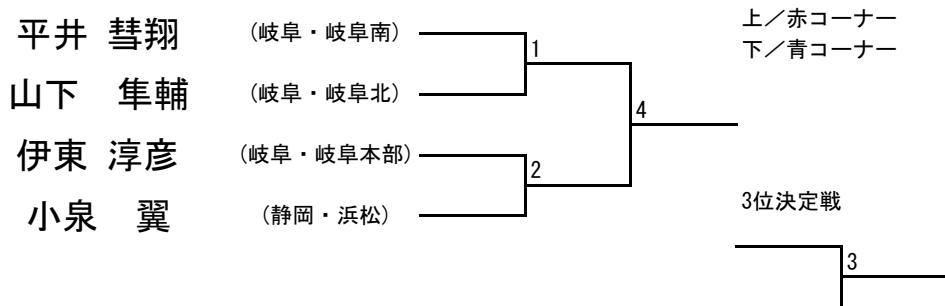 平井 彗翔 (岐阜・岐阜南)
山下 隼輔 (岐阜・岐阜北)
伊東 淳彦 (岐阜・岐阜本部)
小泉 翼 (静岡・浜松)
1
2
4
上／赤コーナー
下／青コーナー
3位決定戦
3